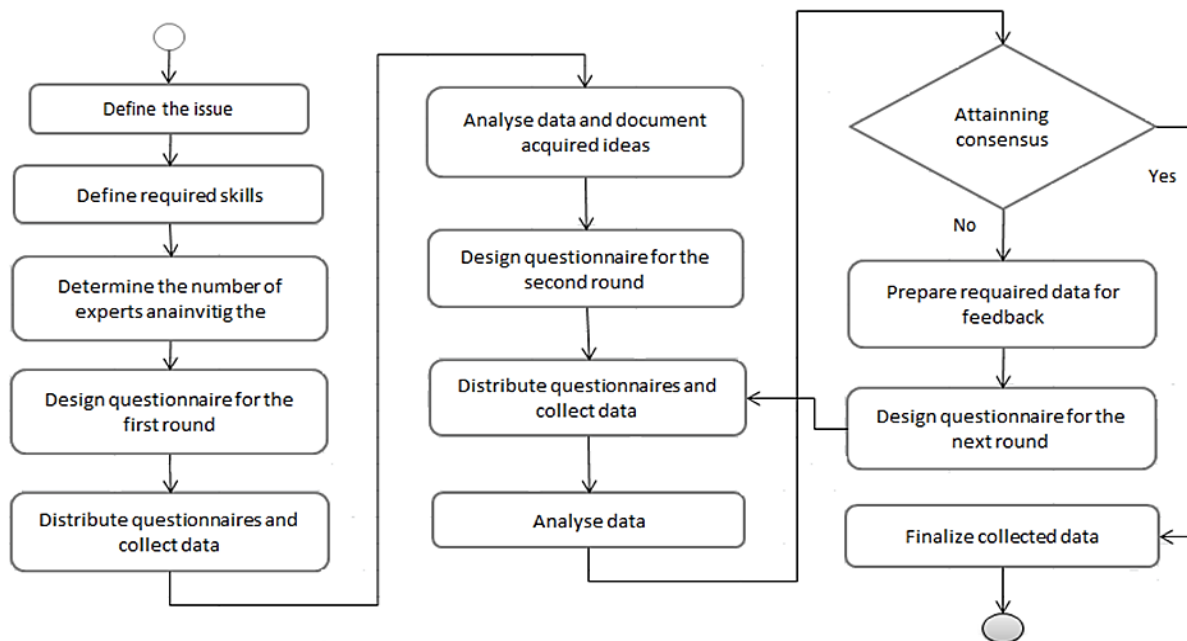 Define the issue
Define required skills
Determine the number of
experts anainvitig the
Design questionnaire for the
first round
Distribute questionnaires and
collect data
Analyse data and document
acquired ideas
Design questionnaire for the
second round
Distribute questionnaires and
collect data
Analyse data
Attainning
consensus
Yes
No
Prepare requaired data for
feedback
Design questionnaire for the
next round
Finalize collected data